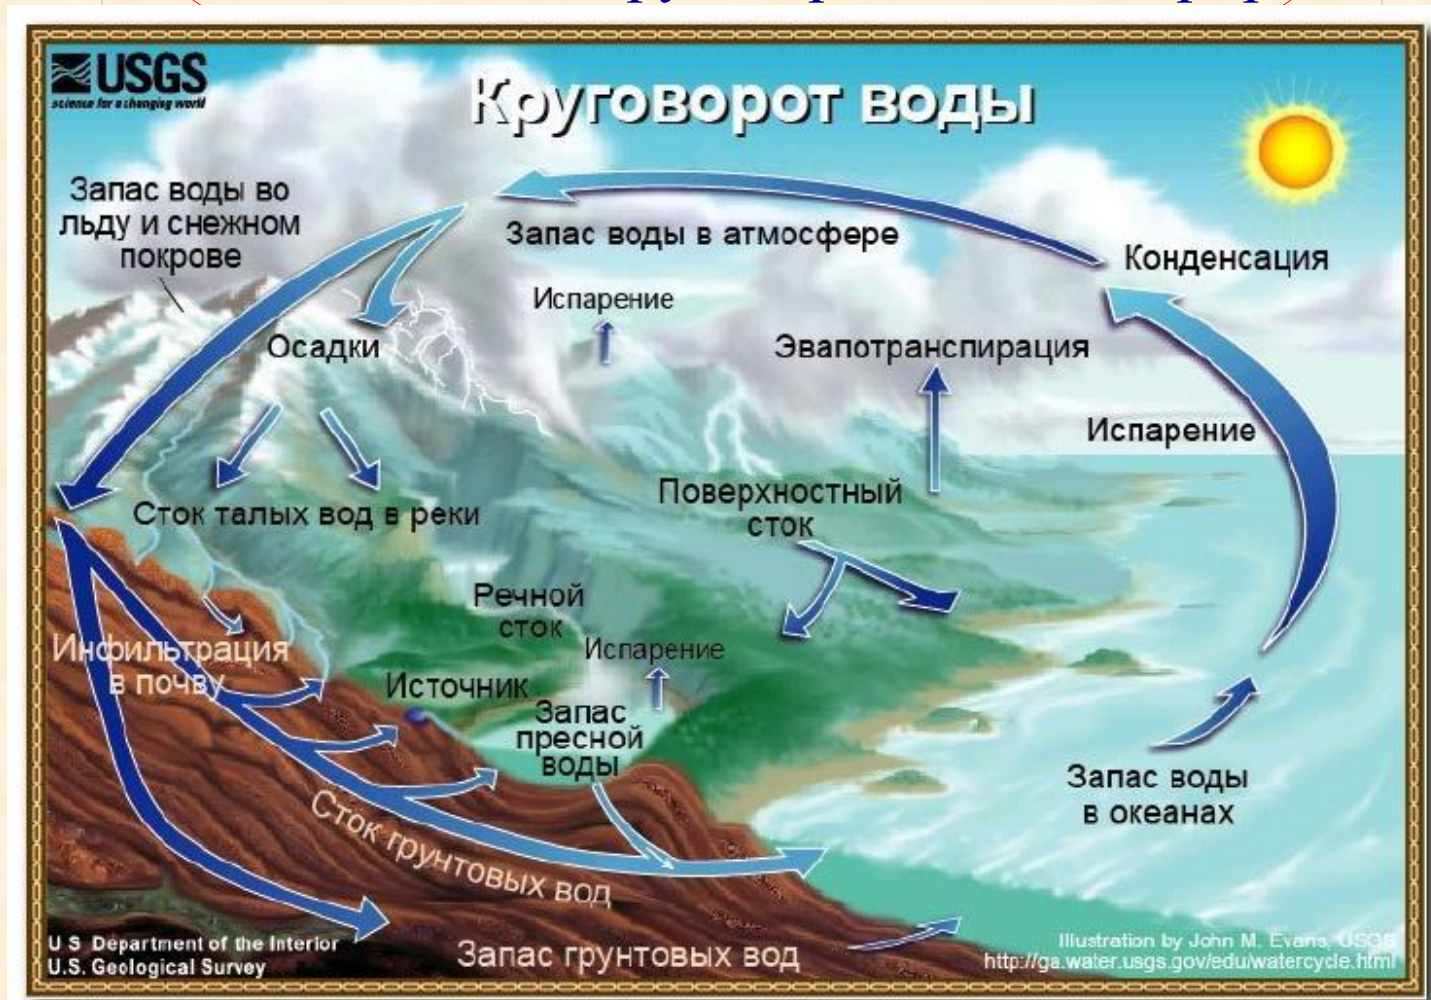 USGS
science for a changing world
Круговорот воды
Запас воды во
льду и снежном
покрове
Запас воды в атмосфере
Конденсация
Испарение
Осадки
Эвапотранспирация
Испарение
Сток талых вод в реки
Поверхностный
сток
Речной
сток
Испарение
Инфильтрация
в почву
Источник
Запас
пресной
воды
Запас воды
в океанах
Сток грунтовых вод
Запас грунтовых вод
U S Department of the Interior
U.S. Geological Survey
Illustration by John M. Evans, USGS
http://ga.water.usgs.gov/edu/watercycle.html